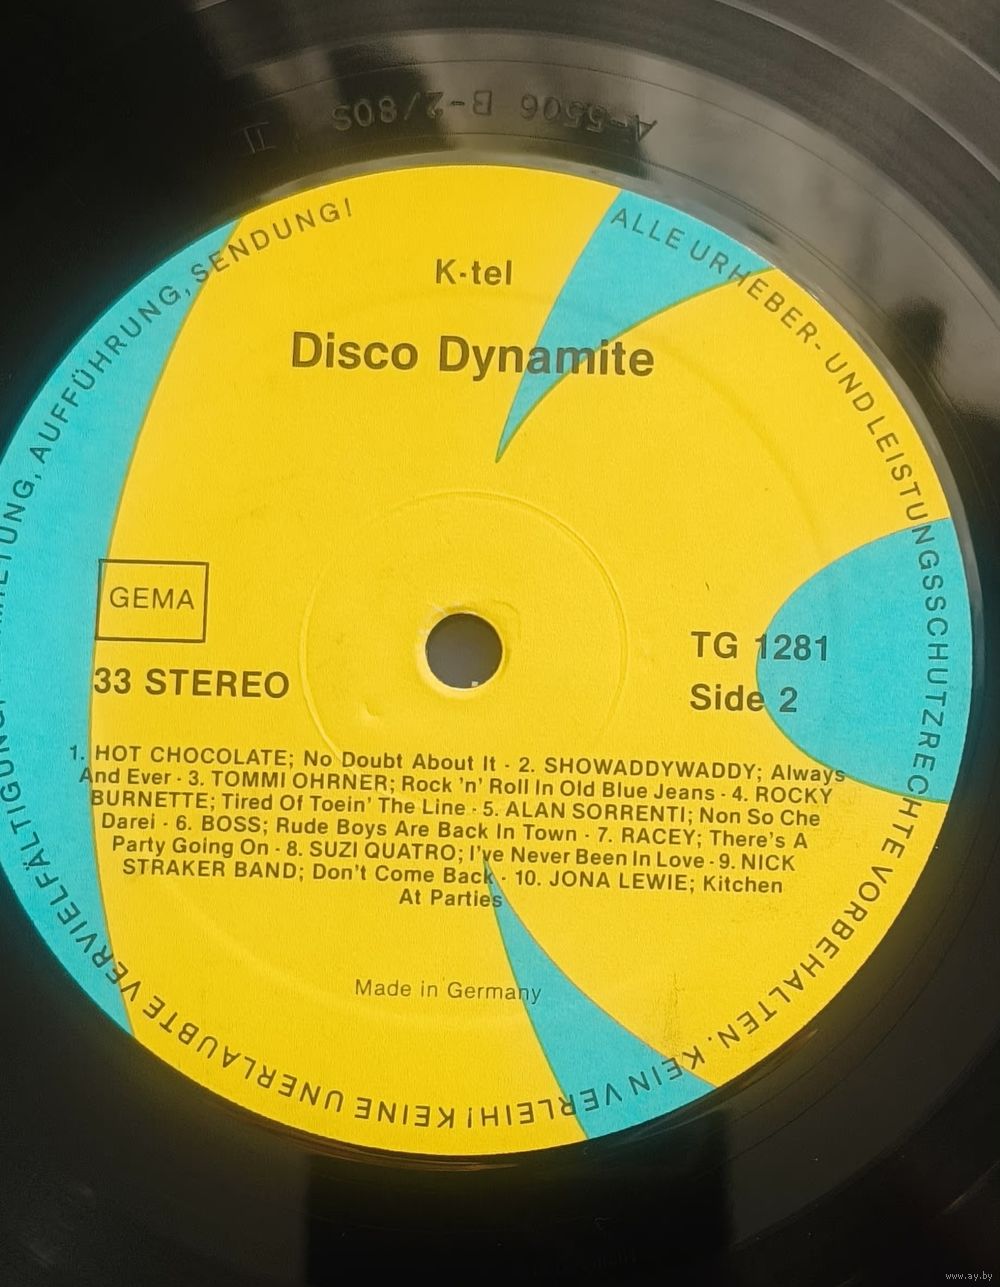 A-5506 B-2/80S II
K-tel
Disco Dynamite
GEMA
33 STEREO
TG 1281
Side 2
1. HOT CHOCOLATE; No Doubt About It · 2. SHOWADDYWADDY; Always
And Ever · 3. TOMMI OHRNER; Rock 'n' Roll In Old Blue Jeans · 4. ROCKY
BURNETTE; Tired Of Toein' The Line · 5. ALAN SORRENTI; Non So Che
Darei · 6. BOSS; Rude Boys Are Back In Town · 7. RACEY; There's A
Party Going On · 8. SUZI QUATRO; I've Never Been In Love · 9. NICK
STRAKER BAND; Don't Come Back · 10. JONA LEWIE; Kitchen
At Parties
Made in Germany
ALLE URHEBER- UND LEISTUNGSSCHUTZRECHTE VORBEHALTEN. KEIN VERLEIH! KEINE UNERLAUBTE VERVIELFÄLTIGUNG, AUFFÜHRUNG, SENDUNG!
www.ay.by